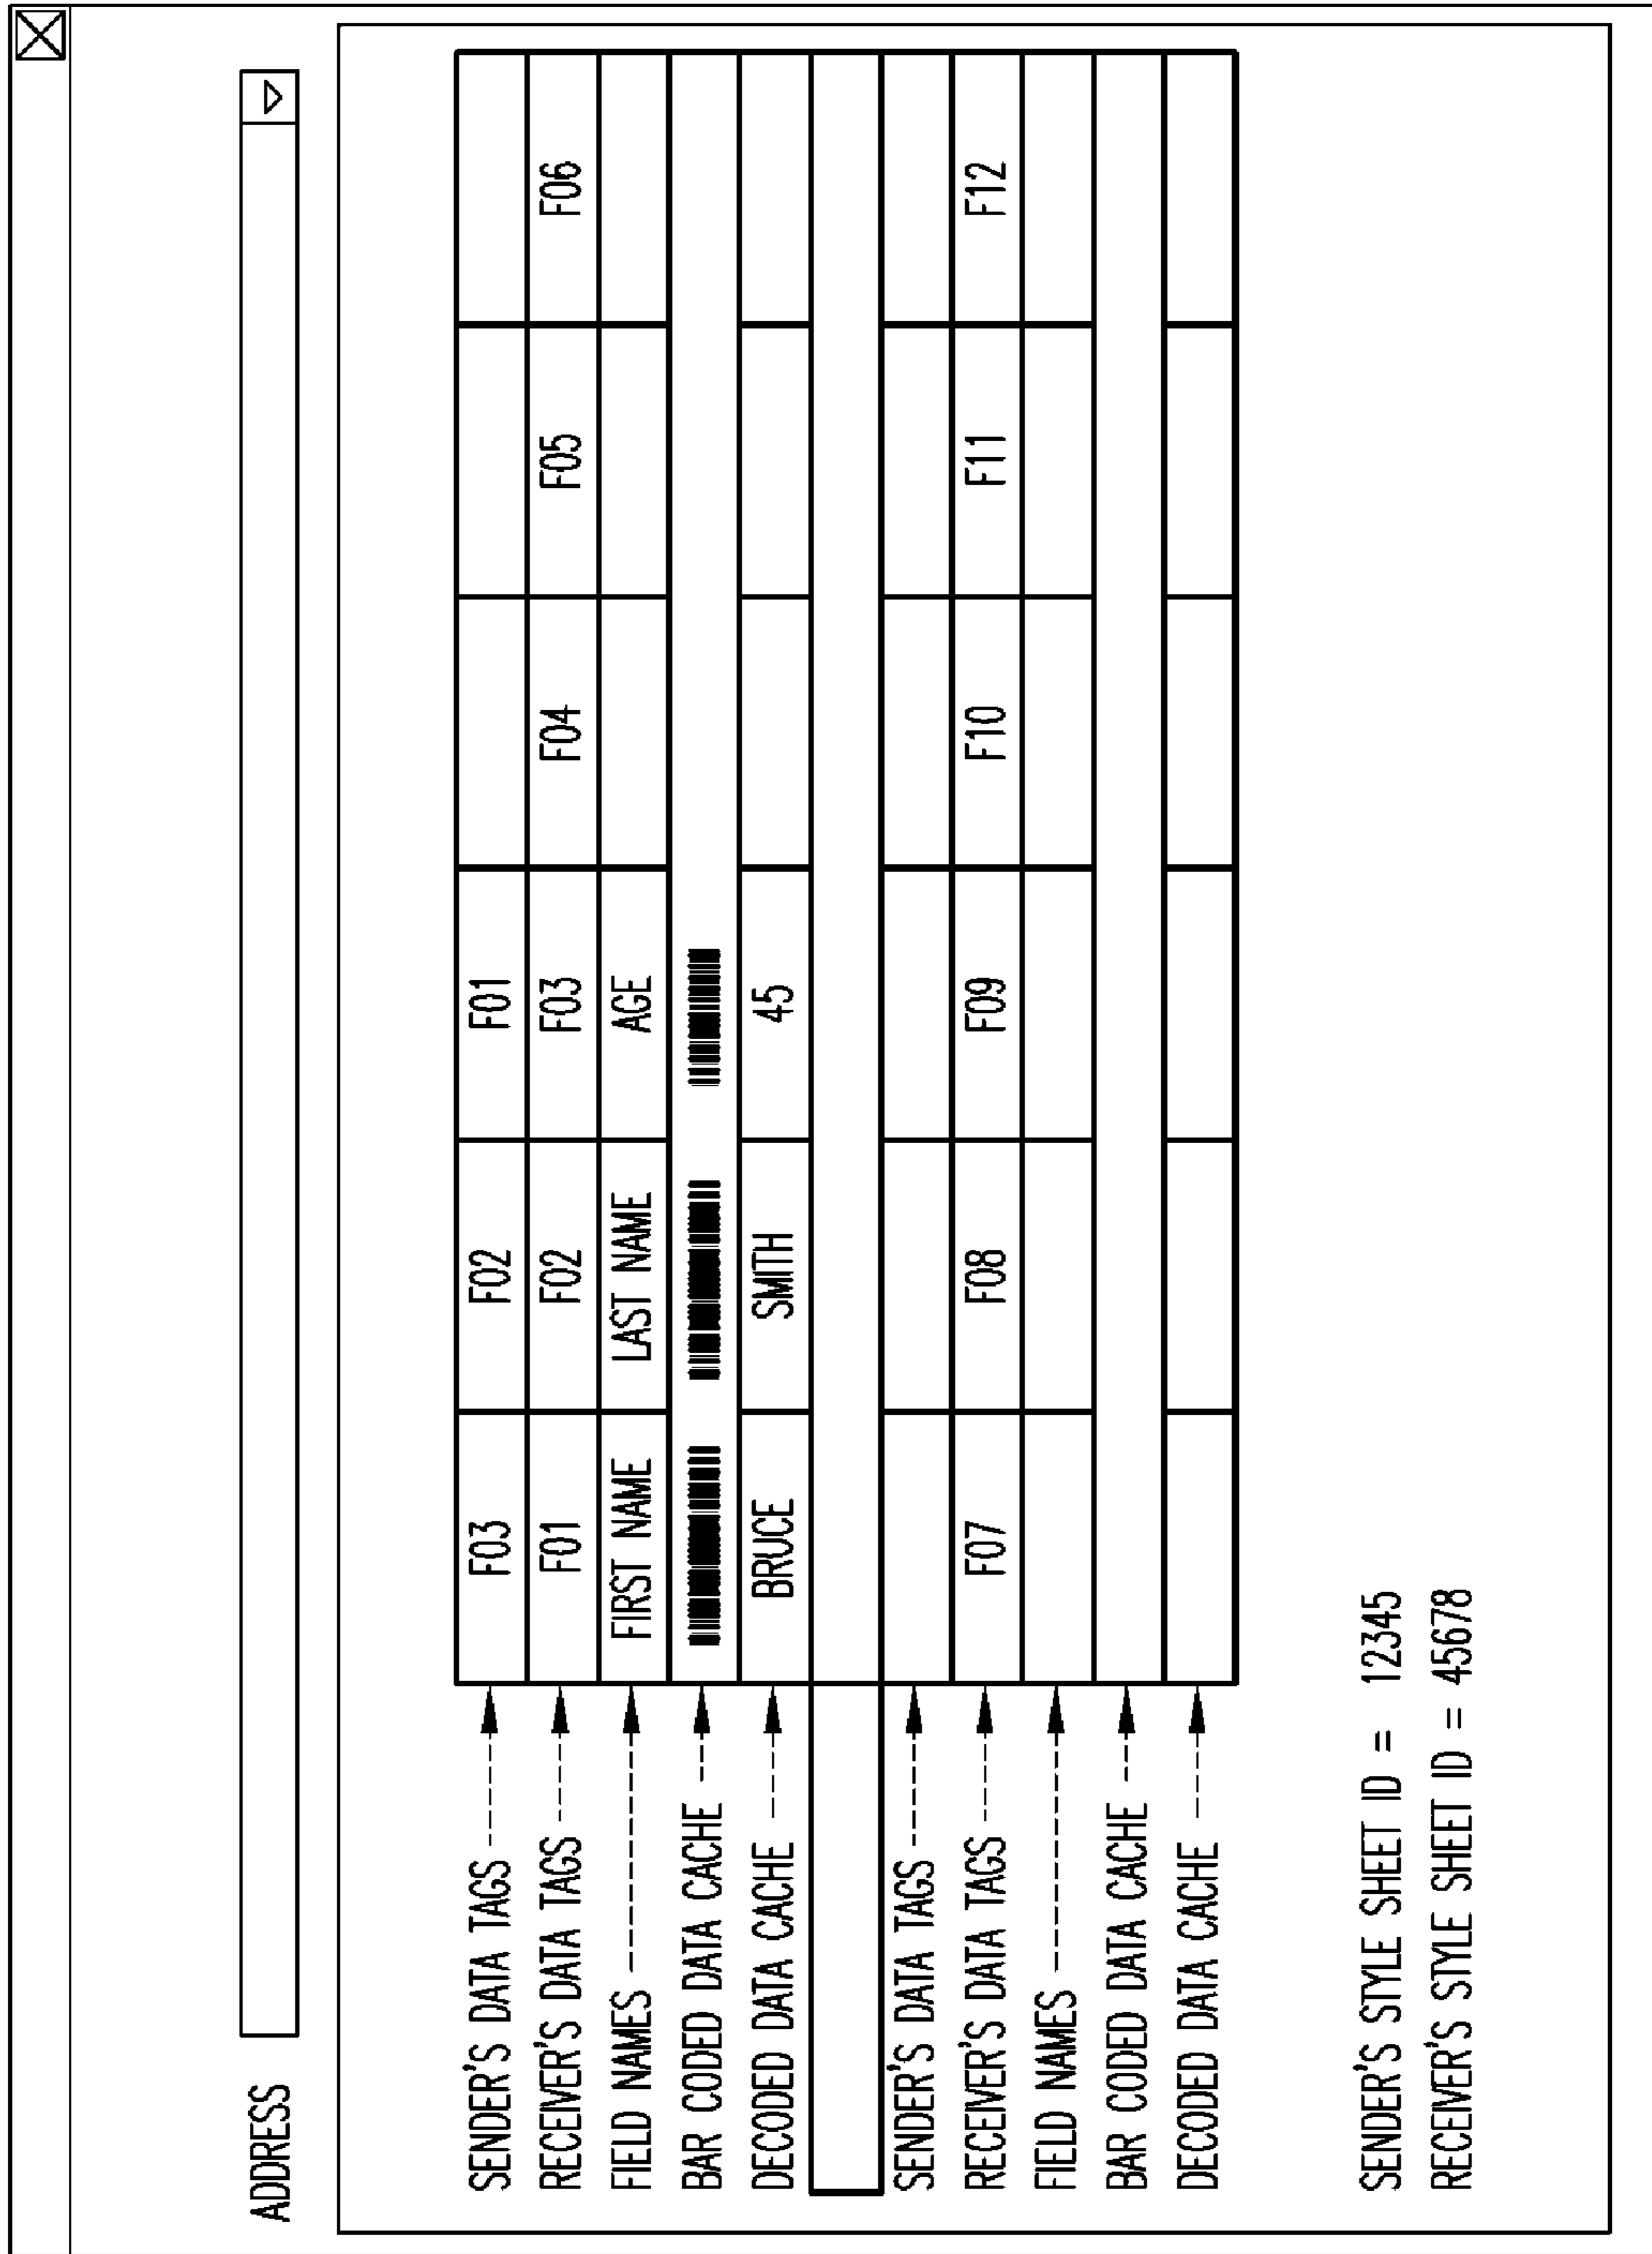 ADDRESS
SENDER'S DATA TAGS F03 F02 F01
RECEIVER'S DATA TAGS F01 F02 F03 F04 F05 F06
FIELD NAMES FIRST NAME LAST NAME AGE
BAR CODED DATA CACHE
DECODED DATA CACHE BRUCE SMITH 45
SENDER'S DATA TAGS
RECEIVER'S DATA TAGS F07 F08 F09 F10 F11 F12
FIELD NAMES
BAR CODED DATA CACHE
DECODED DATA CACHE
SENDER'S STYLE SHEET ID = 12345
RECEIVER'S STYLE SHEET ID = 45678